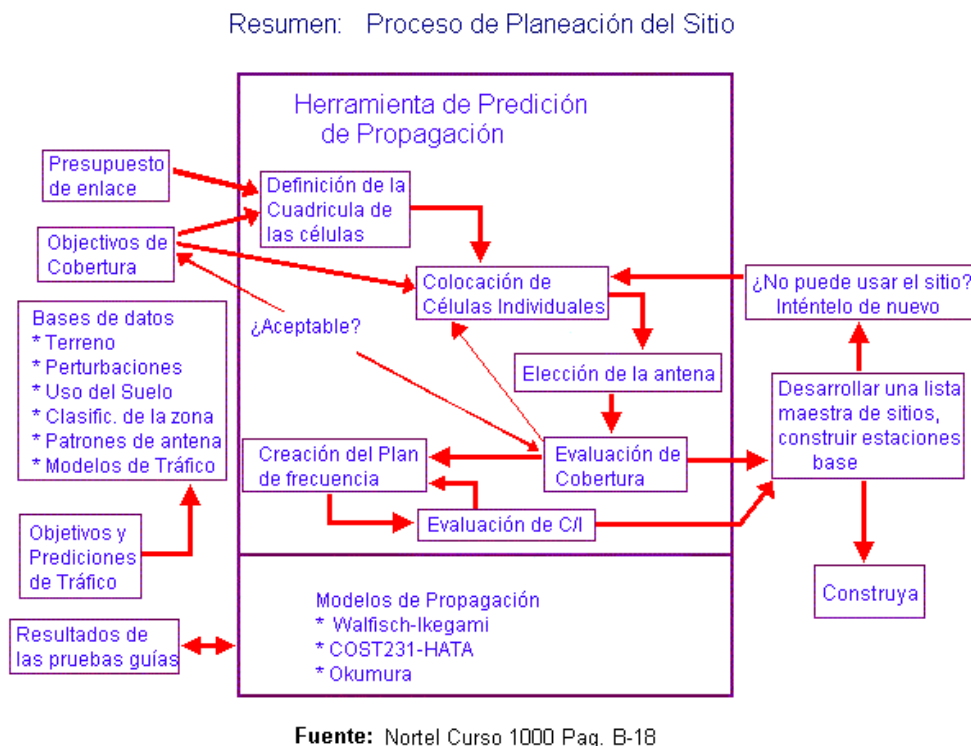 Resumen: Proceso de Planeación del Sitio
Herramienta de Predición
de Propagación
Presupuesto
de enlace
Definición de la
Cuadricula de
las células
Objectivos de
Cobertura
Colocación de
Células Individuales
¿No puede usar el sitio?
Inténtelo de nuevo
¿Aceptable?
Bases de datos
* Terreno
* Perturbaciones
* Uso del Suelo
* Clasific. de la zona
* Patrones de antena
* Modelos de Tráfico
Elección de la antena
Desarrollar una lista
maestra de sitios,
construir estaciones
base
Creación del Plan
de frecuencia
Evaluación de
Cobertura
Evaluación de C/I
Objetivos y
Prediciones
de Tráfico
Construya
Modelos de Propagación
* Walfisch-Ikegami
* COST231-HATA
* Okumura
Resultados de
las pruebas guías
Fuente: Nortel Curso 1000 Pag. B-18